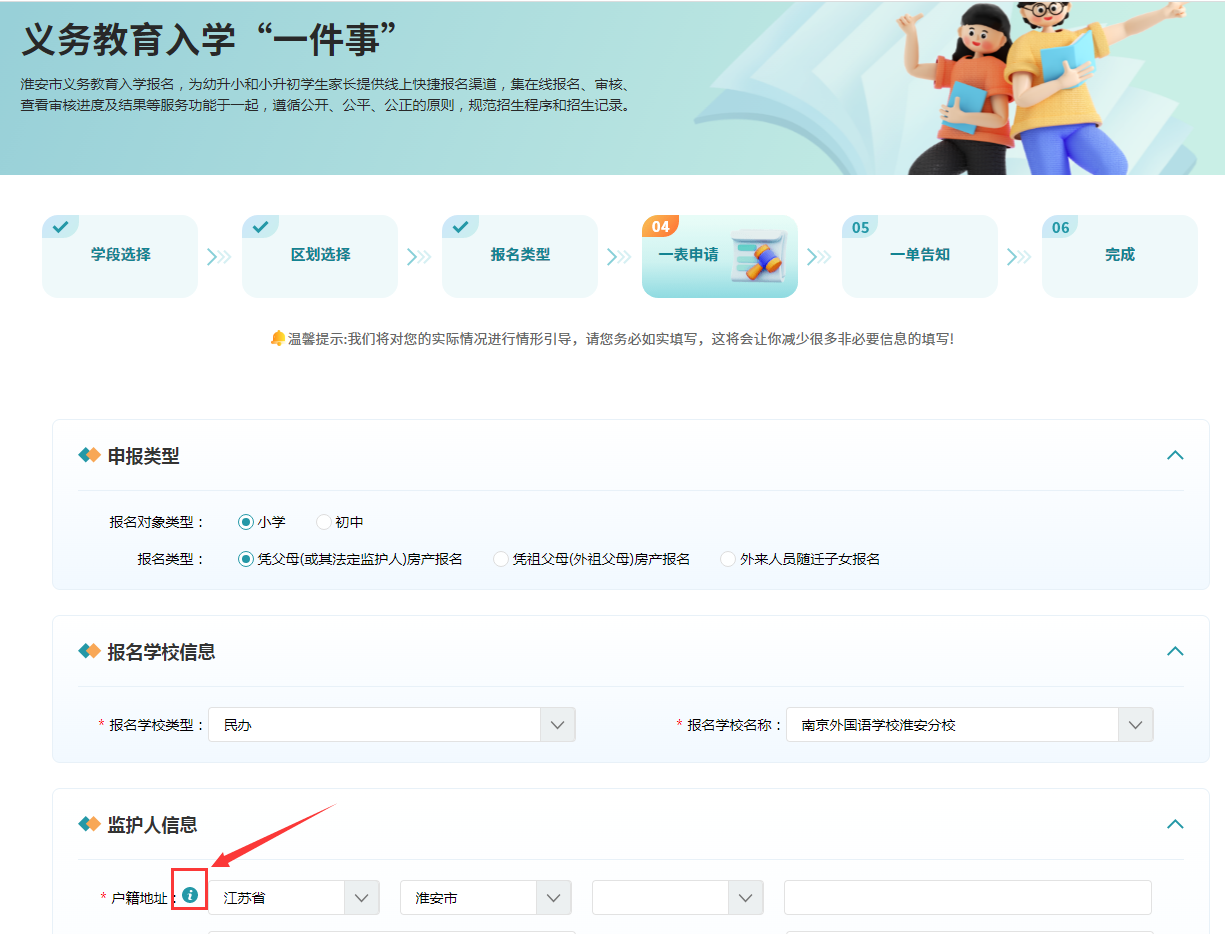 义务教育入学“一件事”
淮安市义务教育入学报名，为幼升小和小升初学生家长提供线上快捷报名渠道，集在线报名、审核、
查看审核进度及结果等服务功能于一起，遵循公开、公平、公正的原则，规范招生程序和招生记录。
学段选择
区划选择
报名类型
04
一表申请
05
一单告知
06
完成
温馨提示:我们将对您的实际情况进行情形引导，请您务必如实填写，这将会让你减少很多非必要信息的填写!
申报类型
报名对象类型： 小学 初中
报名类型： 凭父母(或其法定监护人)房产报名 凭祖父母(外祖父母)房产报名 外来人员随迁子女报名
报名学校信息
* 报名学校类型： 民办 * 报名学校名称： 南京外国语学校淮安分校
监护人信息
* 户籍地址： i 江苏省 淮安市